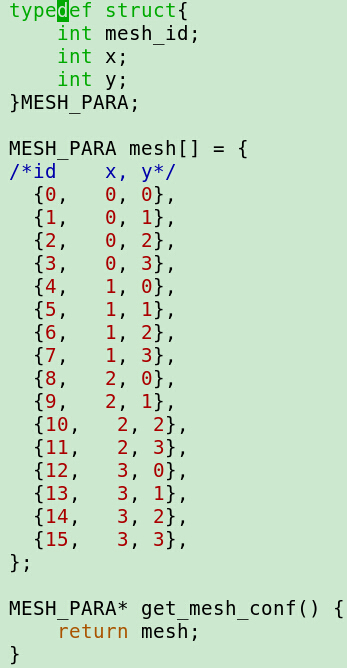 typedef struct{
    int mesh_id;
    int x;
    int y;
}MESH_PARA;

MESH_PARA mesh[] = {
/*id    x, y*/
  {0,   0, 0},
  {1,   0, 1},
  {2,   0, 2},
  {3,   0, 3},
  {4,   1, 0},
  {5,   1, 1},
  {6,   1, 2},
  {7,   1, 3},
  {8,   2, 0},
  {9,   2, 1},
  {10,   2, 2},
  {11,   2, 3},
  {12,   3, 0},
  {13,   3, 1},
  {14,   3, 2},
  {15,   3, 3},
};

MESH_PARA* get_mesh_conf() {
    return mesh;
}